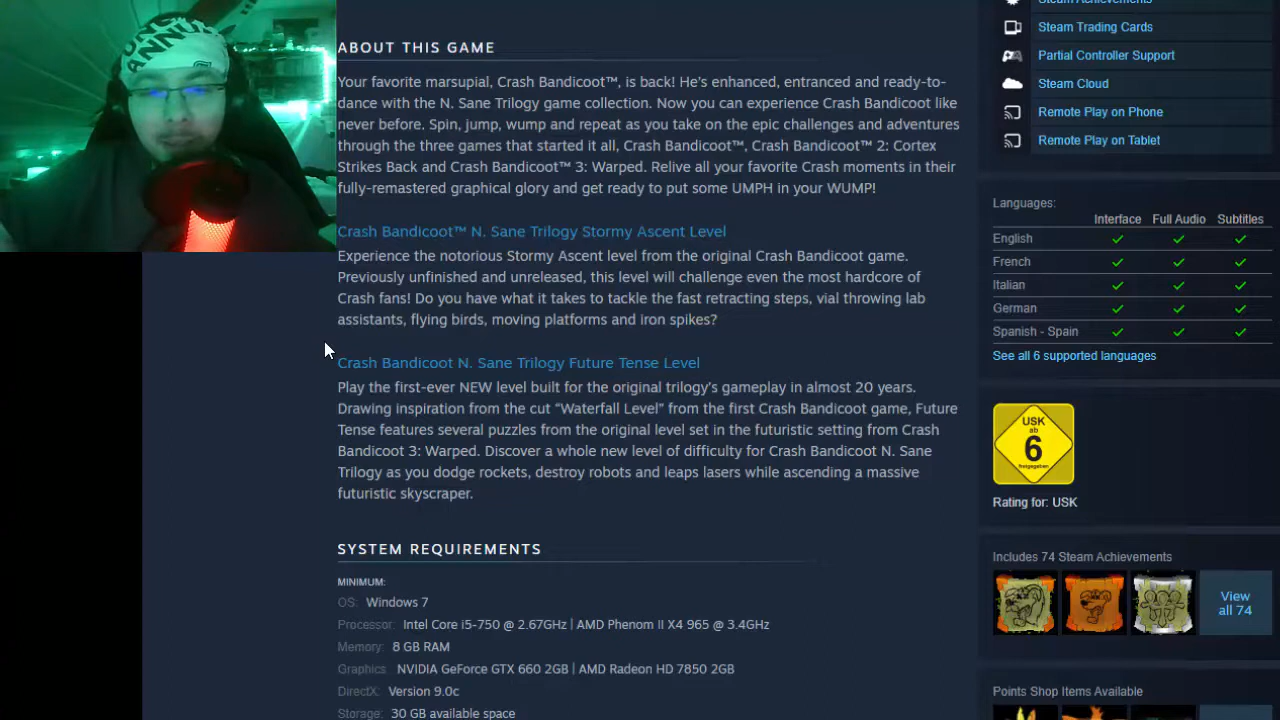 ABOUT THIS GAME
Your favorite marsupial, Crash Bandicoot™, is back! He's enhanced, entranced and ready-to-
dance with the N. Sane Trilogy game collection. Now you can experience Crash Bandicoot like
never before. Spin, jump, wump and repeat as you take on the epic challenges and adventures
through the three games that started it all, Crash Bandicoot™, Crash Bandicoot™ 2: Cortex
Strikes Back and Crash Bandicoot™ 3: Warped. Relive all your favorite Crash moments in their
fully-remastered graphical glory and get ready to put some UMPH in your WUMP!
Crash Bandicoot™ N. Sane Trilogy Stormy Ascent Level
Experience the notorious Stormy Ascent level from the original Crash Bandicoot game.
Previously unfinished and unreleased, this level will challenge even the most hardcore of
Crash fans! Do you have what it takes to tackle the fast retracting steps, vial throwing lab
assistants, flying birds, moving platforms and iron spikes?
Crash Bandicoot N. Sane Trilogy Future Tense Level
Play the first-ever NEW level built for the original trilogy's gameplay in almost 20 years.
Drawing inspiration from the cut “Waterfall Level” from the first Crash Bandicoot game, Future
Tense features several puzzles from the original level set in the futuristic setting from Crash
Bandicoot 3: Warped. Discover a whole new level of difficulty for Crash Bandicoot N. Sane
Trilogy as you dodge rockets, destroy robots and leaps lasers while ascending a massive
futuristic skyscraper.
SYSTEM REQUIREMENTS
MINIMUM:
OS: Windows 7
Processor: Intel Core i5-750 @ 2.67GHz | AMD Phenom II X4 965 @ 3.4GHz
Memory: 8 GB RAM
Graphics: NVIDIA GeForce GTX 660 2GB | AMD Radeon HD 7850 2GB
DirectX: Version 9.0c
Storage: 30 GB available space
Steam Achievements
Steam Trading Cards
Partial Controller Support
Steam Cloud
Remote Play on Phone
Remote Play on Tablet
Languages:
Interface Full Audio Subtitles
English
French
Italian
German
Spanish - Spain
See all 6 supported languages
USK
ab
6
freigegeben
Rating for: USK
Includes 74 Steam Achievements
View
all 74
Points Shop Items Available